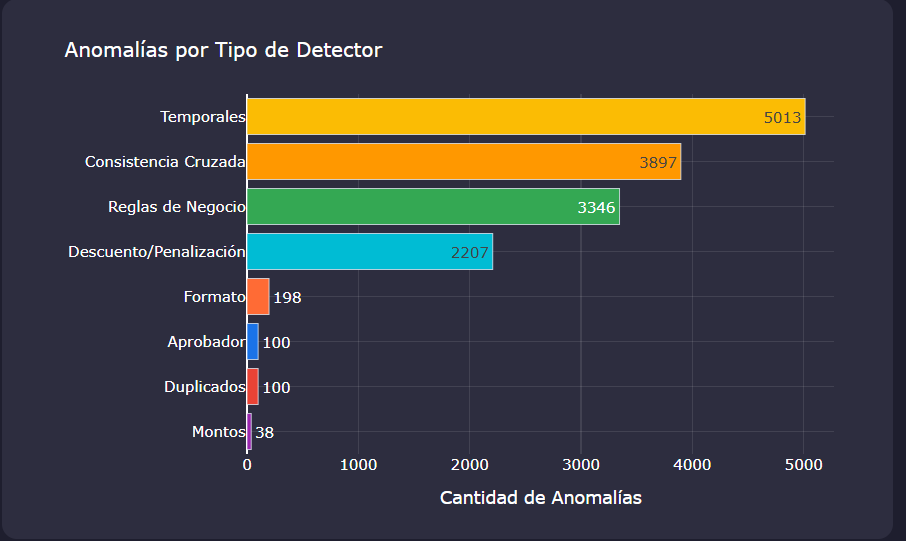 Anomalías por Tipo de Detector
Temporales 5013
Consistencia Cruzada 3897
Reglas de Negocio 3346
Descuento/Penalización 2207
Formato 198
Aprobador 100
Duplicados 100
Montos 38
0 1000 2000 3000 4000 5000
Cantidad de Anomalías